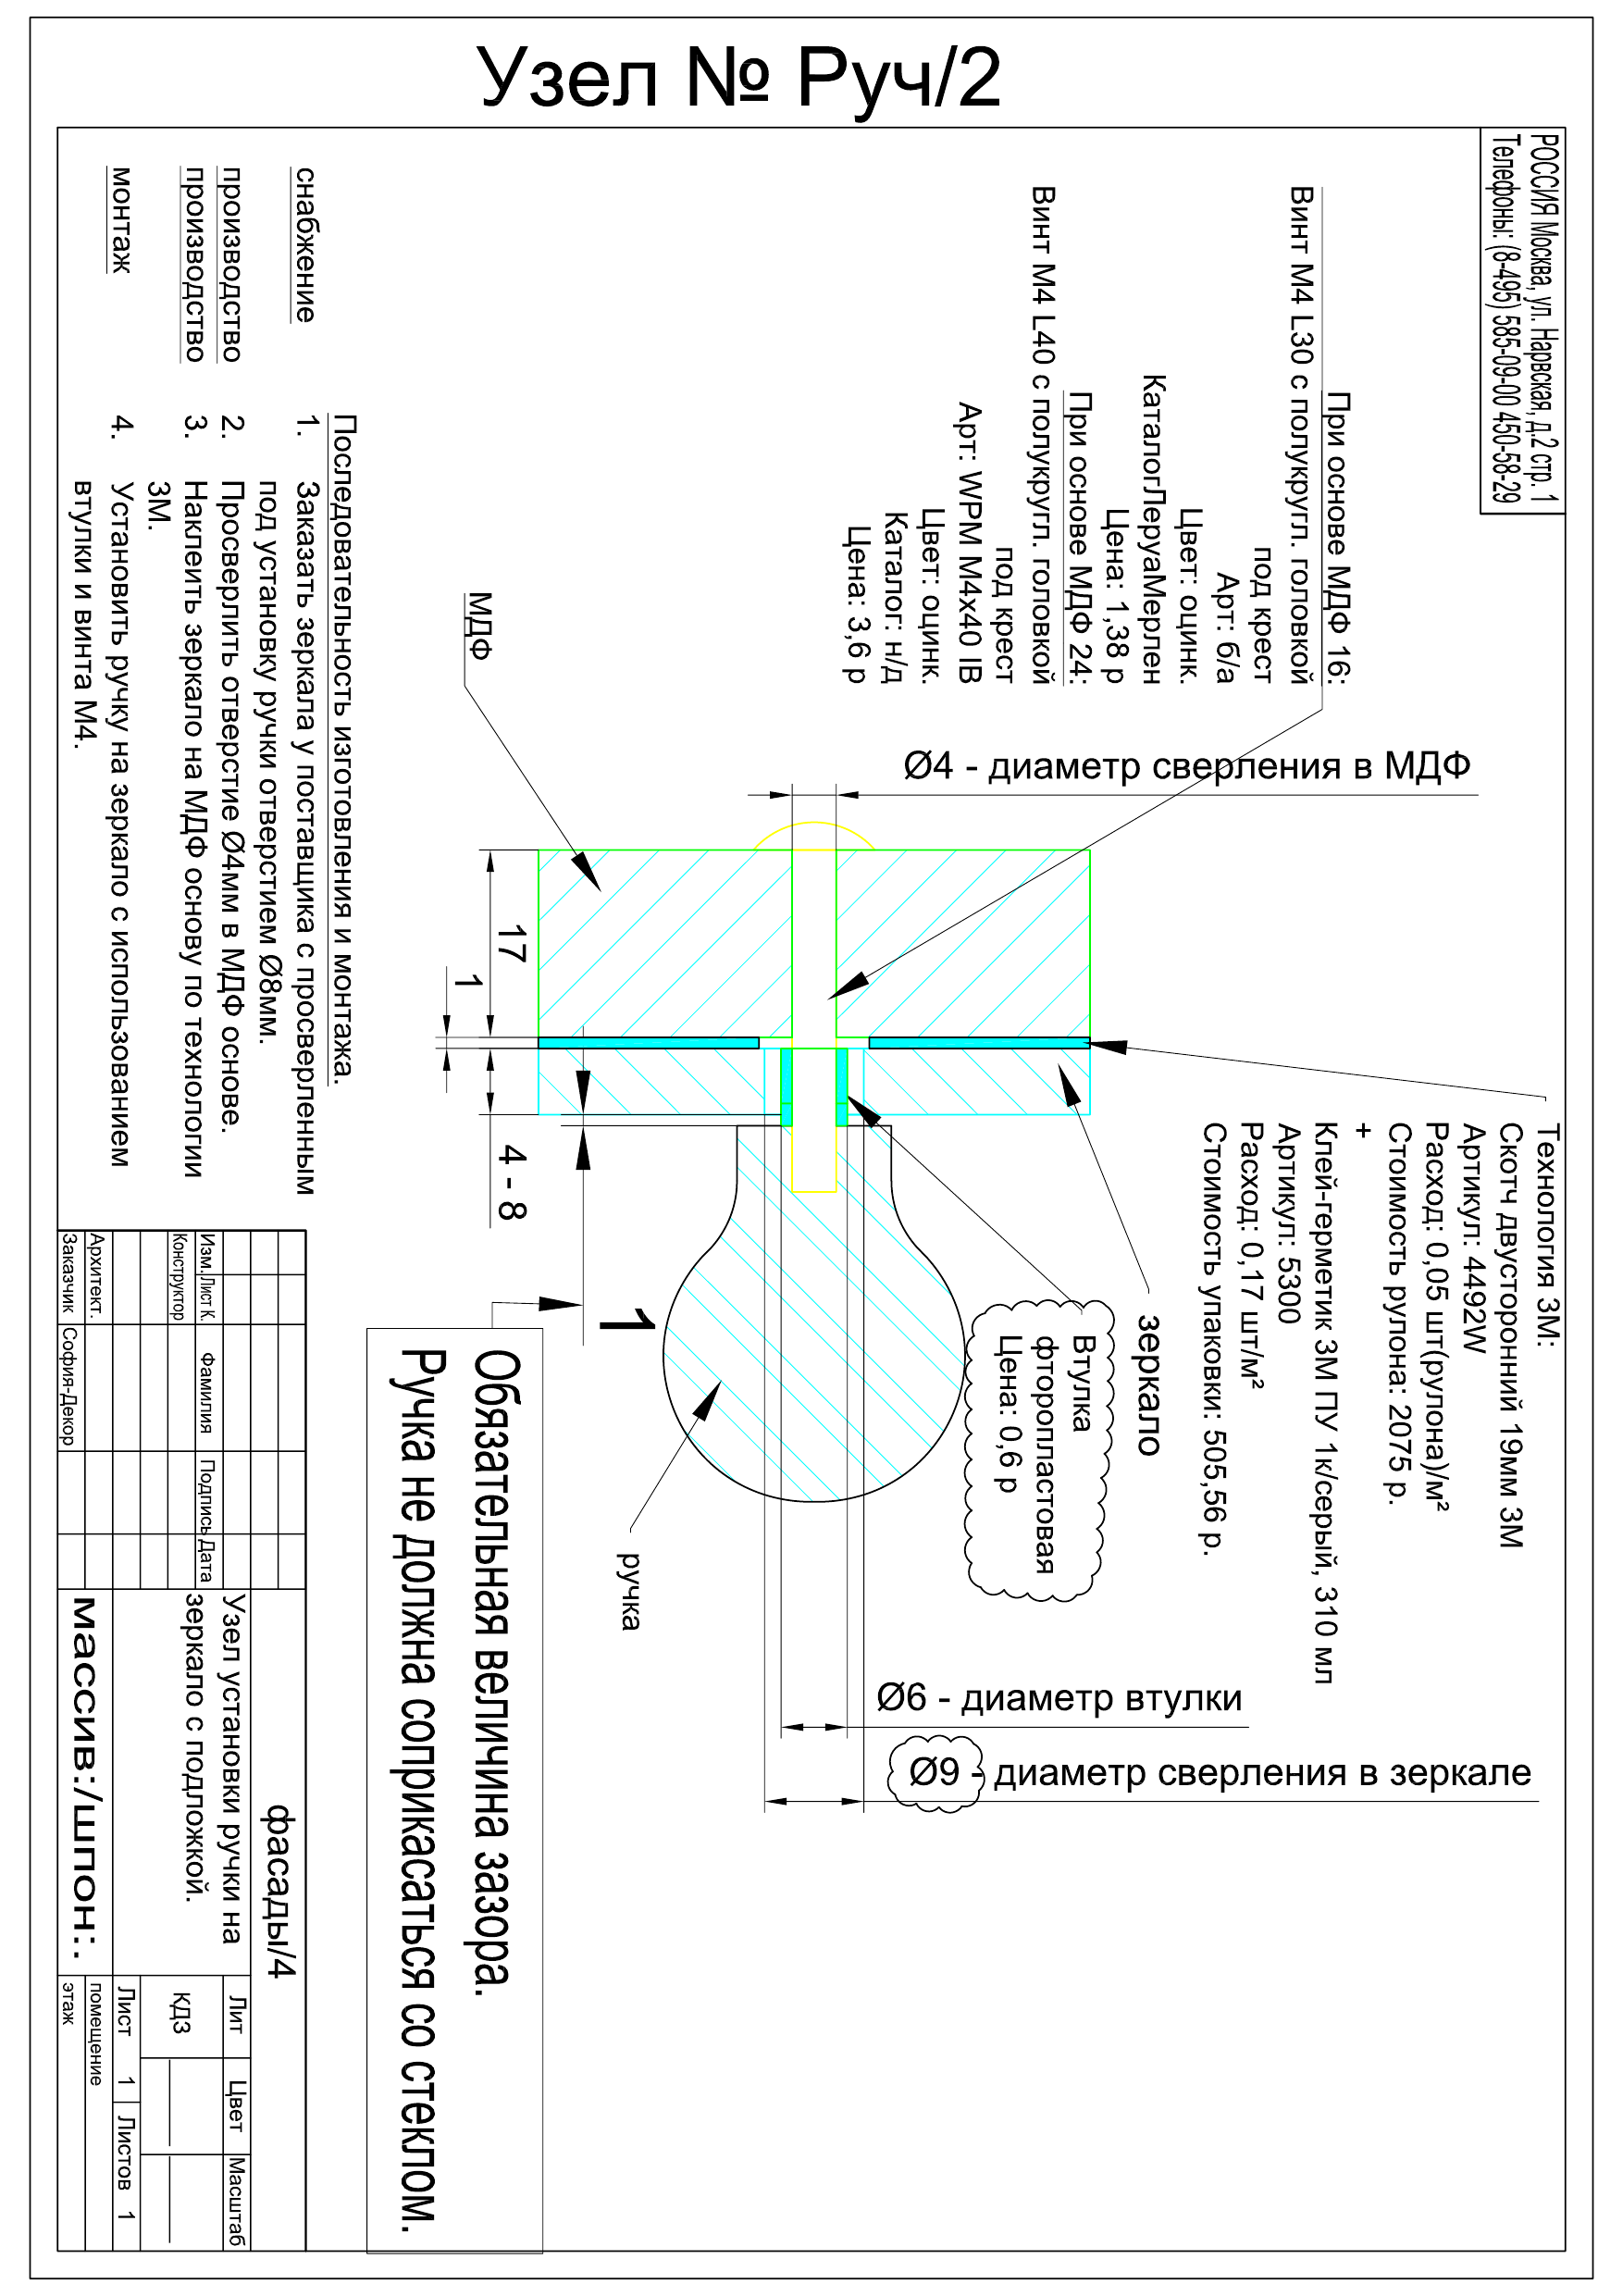 Узел № Руч/2
РОССИЯ Москва, ул. Нарвская, д.2 стр. 1
Телефоны: (8-495) 585-09-00 450-58-29
При основе МДФ 16:
Винт М4 L30 с полукругл. головкой
под крест
Арт: б/а
Цвет: оцинк.
КаталогЛеруаМерлен
Цена: 1,38 р
При основе МДФ 24:
Винт М4 L40 с полукругл. головкой
под крест
Арт: WPM M4x40 IB
Цвет: оцинк.
Каталог: н/д
Цена: 3,6 р
МДФ
Ø4 - диаметр сверления в МДФ
17
1
4 - 8
1
Технология 3М:
Скотч двусторонний 19мм 3М
Артикул: 4492W
Расход: 0,05 шт(рулона)/м²
Стоимость рулона: 2075 р.
+
Клей-герметик 3М ПУ 1к/серый, 310 мл
Артикул: 5300
Расход: 0,17 шт/м²
Стоимость упаковки: 505,56 р.
зеркало
Втулка
фторопластовая
Цена: 0,6 р
ручка
Ø6 - диаметр втулки
Ø9 - диаметр сверления в зеркале
Обязательная величина зазора.
Ручка не должна соприкасаться со стеклом.
Последовательность изготовления и монтажа.
снабжение 1. Заказать зеркала у поставщика с просверленным
под установку ручки отверстием Ø8мм.
производство 2. Просверлить отверстие Ø4мм в МДФ основе.
производство 3. Наклеить зеркало на МДФ основу по технологии
3М.
монтаж 4. Установить ручку на зеркало с использованием
втулки и винта М4.
Изм. Лист К. Фамилия Подпись Дата
Конструктор
Архитект.
Заказчик София-Декор
фасады/4
Узел установки ручки на
зеркало с подложкой.
массив:/шпон:.
Лит Цвет Масштаб
КДЗ
Лист 1 Листов 1
помещение
этаж